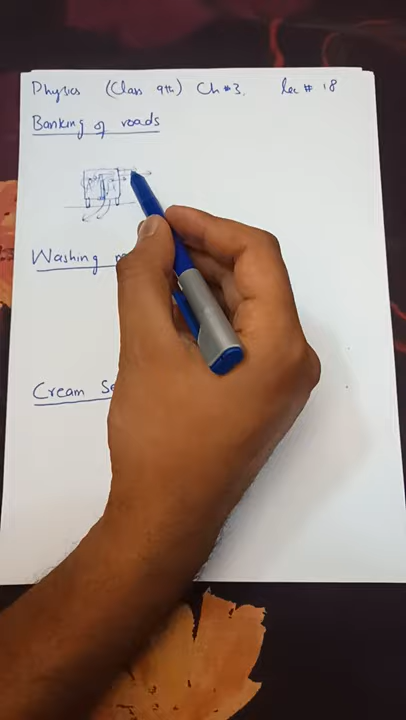 Physics (Class 9th) Ch # 3, lec # 18
Banking of roads
Washing
Cream